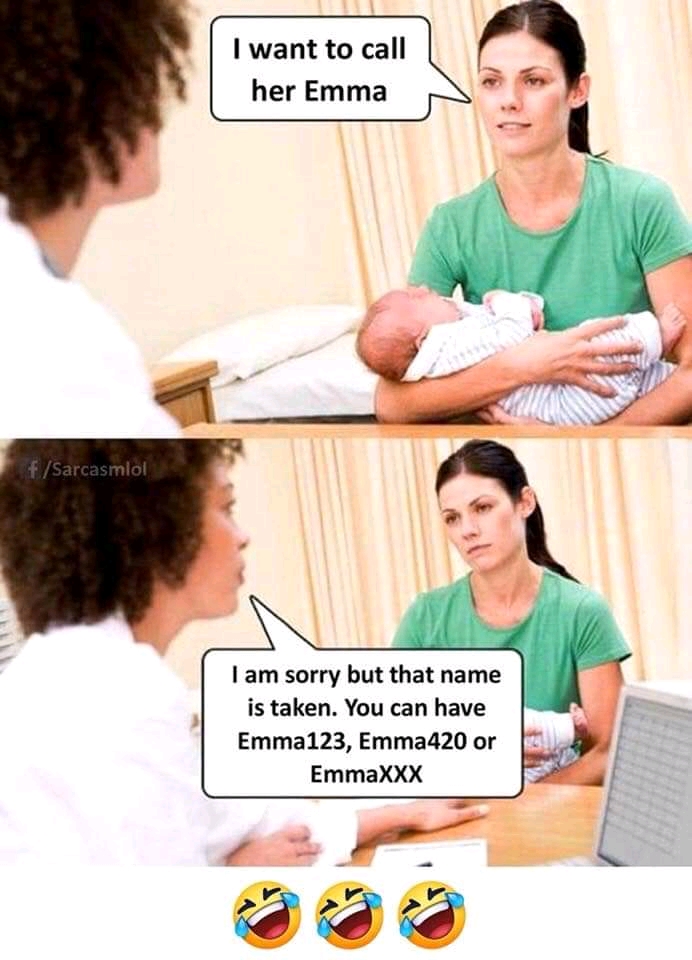 I want to call
her Emma
f/Sarcasmlol
I am sorry but that name
is taken. You can have
Emma123, Emma420 or
EmmaXXX